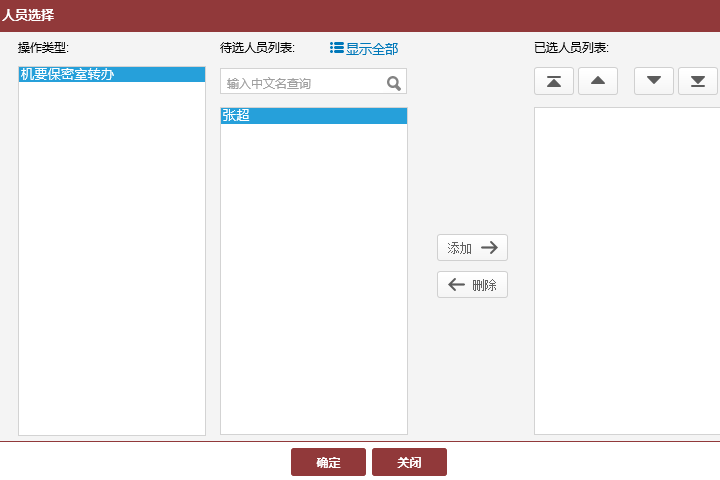 人员选择
操作类型:
待选人员列表:
显示全部
已选人员列表:
机要保密室转办
输入中文名查询
张超
添加
删除
确定
关闭